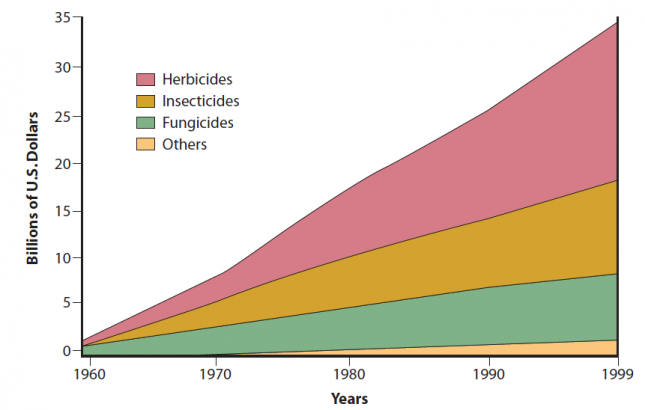 35
30
25
20
15
10
5
0
Billions of U.S. Dollars
Herbicides
Insecticides
Fungicides
Others
1960 1970 1980 1990 1999
Years